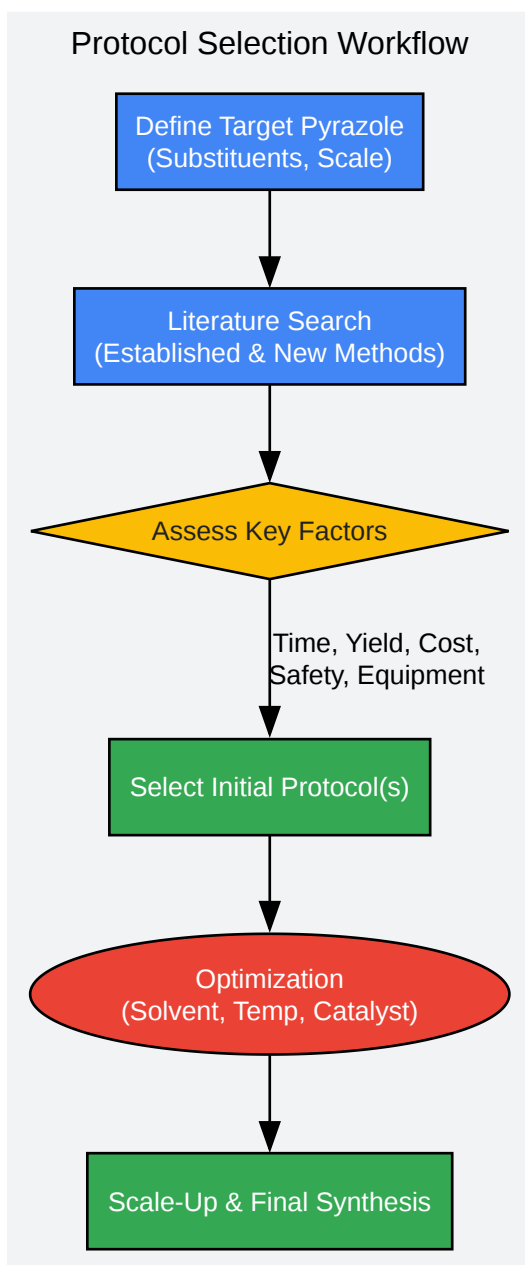 Protocol Selection Workflow
Define Target Pyrazole
(Substituents, Scale)
Literature Search
(Established & New Methods)
Assess Key Factors
Time, Yield, Cost,
Safety, Equipment
Select Initial Protocol(s)
Optimization
(Solvent, Temp, Catalyst)
Scale-Up & Final Synthesis